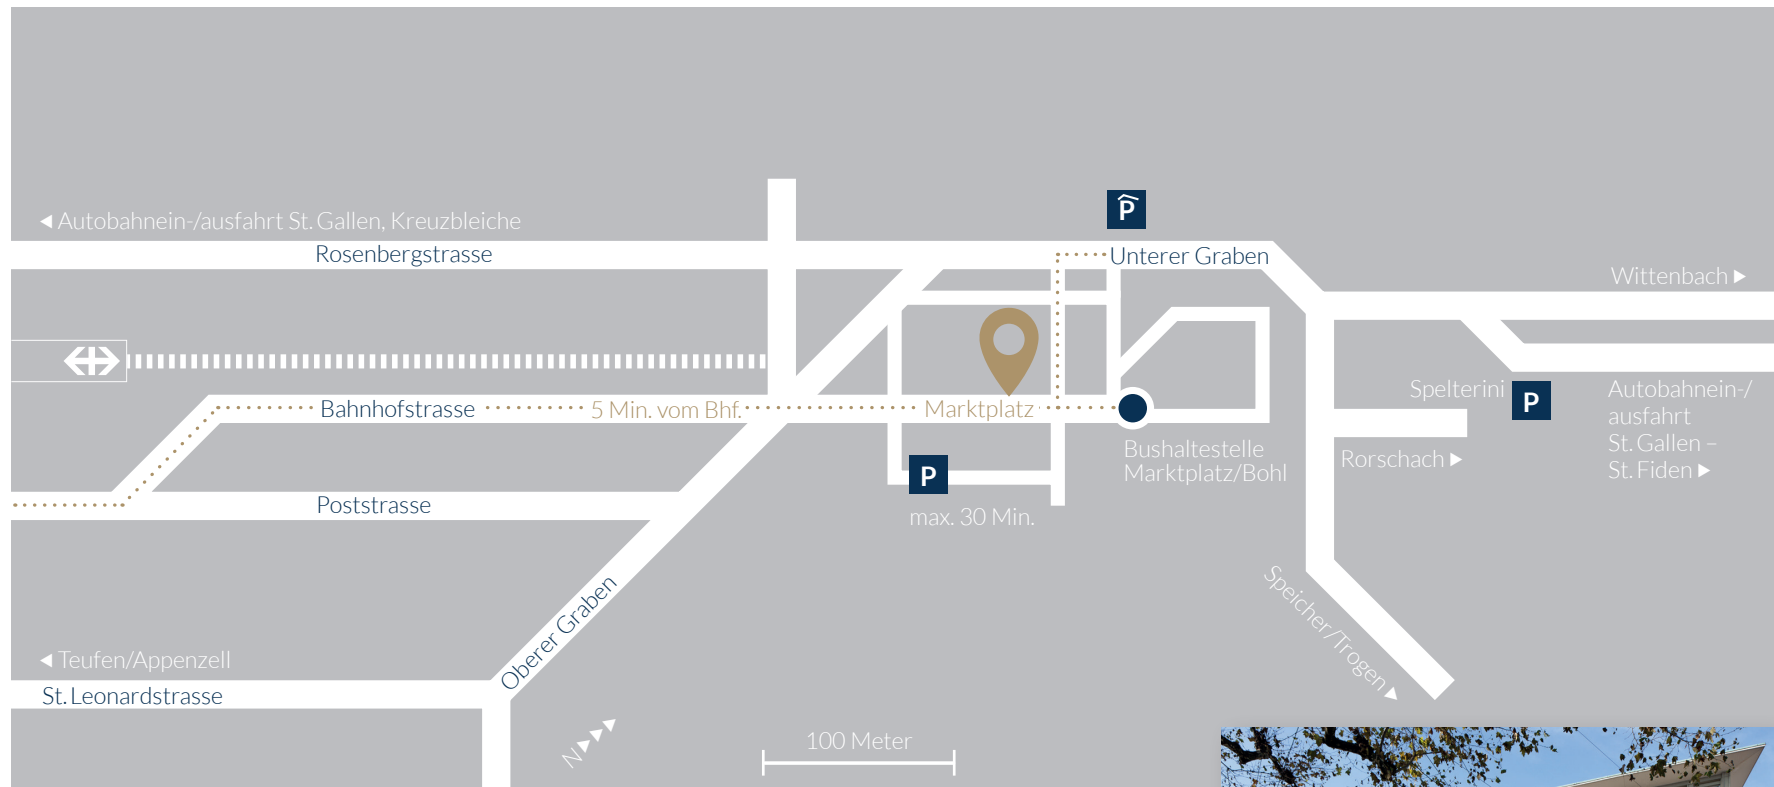 Autobahnein-/ausfahrt St. Gallen, Kreuzbleiche
Rosenbergstrasse
P
Unterer Graben
Wittenbach
Bahnhofstrasse
5 Min. vom Bhf.
Marktplatz
Bushaltestelle
Marktplatz/Bohl
Spelterini
P
Autobahnein-/
ausfahrt
St. Gallen –
St. Fiden
Rorschach
P
max. 30 Min.
Poststrasse
Oberer Graben
Speicher/Trogen
Teufen/Appenzell
St. Leonardstrasse
N
100 Meter